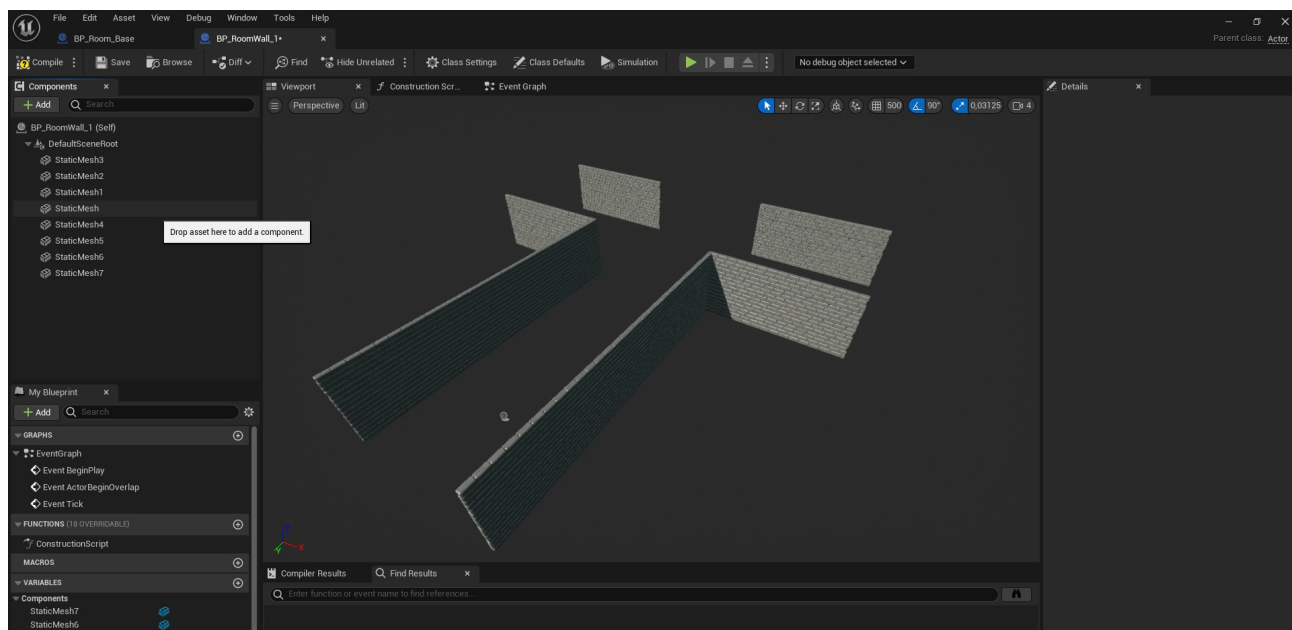 File Edit Asset View Debug Window Tools Help
BP_Room_Base BP_RoomWall_1• Parent class: Actor
Compile Save Browse Diff Find Hide Unrelated Class Settings Class Defaults Simulation No debug object selected
Components Viewport Construction Scr... Event Graph Details
Add Search Perspective Lit 500 90° 0,03125 4
BP_RoomWall_1 (Self)
DefaultSceneRoot
StaticMesh3
StaticMesh2
StaticMesh1
StaticMesh
StaticMesh4
Drop asset here to add a component.
StaticMesh5
StaticMesh6
StaticMesh7
My Blueprint
Add Search
GRAPHS
EventGraph
Event BeginPlay
Event ActorBeginOverlap
Event Tick
FUNCTIONS (18 OVERRIDABLE)
ConstructionScript
MACROS
VARIABLES
Components
StaticMesh7
StaticMesh6
Z
Y X
Compiler Results Find Results
Enter function or event name to find references...